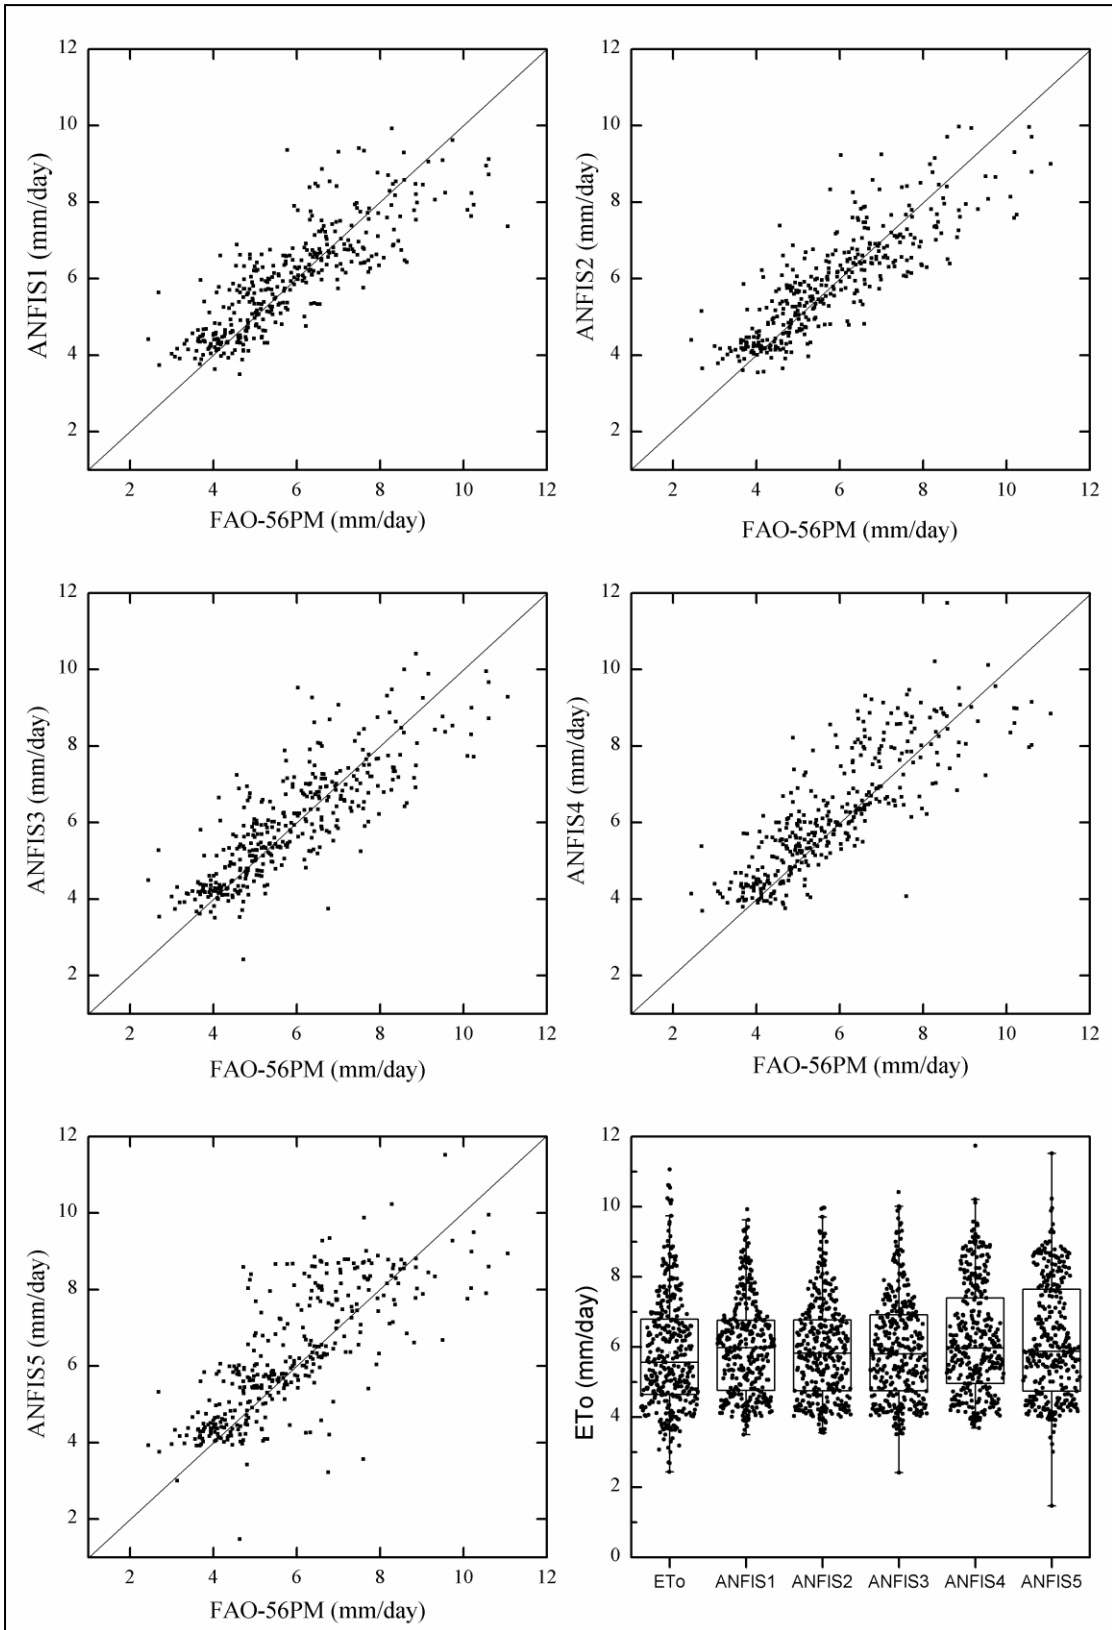 12
10
8
6
4
2
ANFIS1 (mm/day)
2 4 6 8 10 12
FAO-56PM (mm/day)
12
10
8
6
4
2
ANFIS2 (mm/day)
2 4 6 8 10 12
FAO-56PM (mm/day)
12
10
8
6
4
2
ANFIS3 (mm/day)
2 4 6 8 10 12
FAO-56PM (mm/day)
12
10
8
6
4
2
ANFIS4 (mm/day)
2 4 6 8 10 12
FAO-56PM (mm/day)
12
10
8
6
4
2
ANFIS5 (mm/day)
2 4 6 8 10 12
FAO-56PM (mm/day)
12
10
8
6
4
2
0
ETo (mm/day)
ETo ANFIS1 ANFIS2 ANFIS3 ANFIS4 ANFIS5